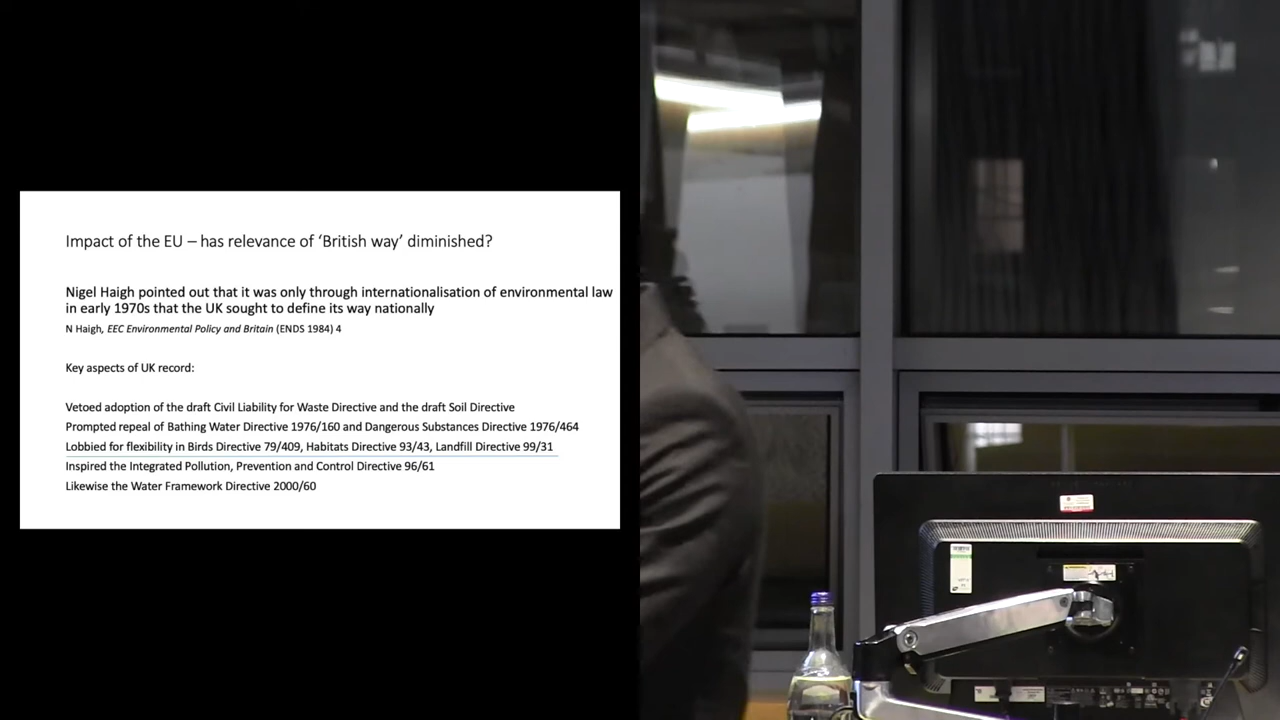 Impact of the EU – has relevance of ‘British way’ diminished?
Nigel Haigh pointed out that it was only through internationalisation of environmental law
in early 1970s that the UK sought to define its way nationally
N Haigh, EEC Environmental Policy and Britain (ENDS 1984) 4
Key aspects of UK record:
Vetoed adoption of the draft Civil Liability for Waste Directive and the draft Soil Directive
Prompted repeal of Bathing Water Directive 1976/160 and Dangerous Substances Directive 1976/464
Lobbied for flexibility in Birds Directive 79/409, Habitats Directive 93/43, Landfill Directive 99/31
Inspired the Integrated Pollution, Prevention and Control Directive 96/61
Likewise the Water Framework Directive 2000/60